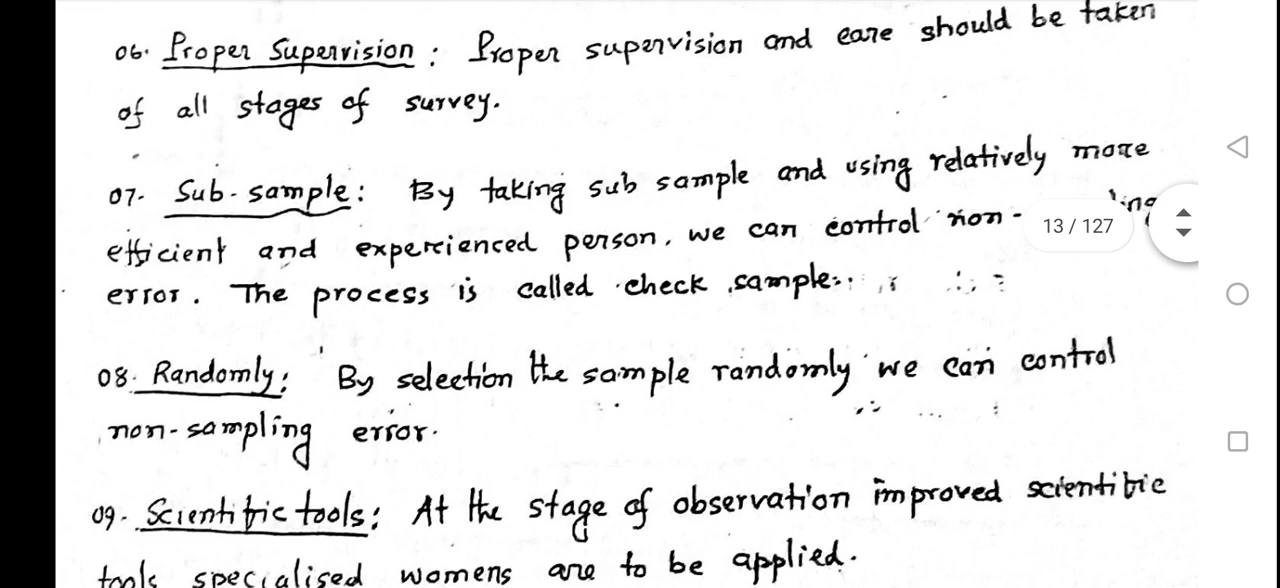 06. Proper Supervision : Proper supervision and care should be taken
of all stages of survey.
07. Sub-sample : By taking sub sample and using relatively more
efficient and experienced person, we can control non-
13 / 127
error. The process is called check sample.
08. Randomly : By selection the sample randomly we can control
non-sampling error.
09. Scientific tools : At the stage of observation improved scientific
tools specialised womens are to be applied.